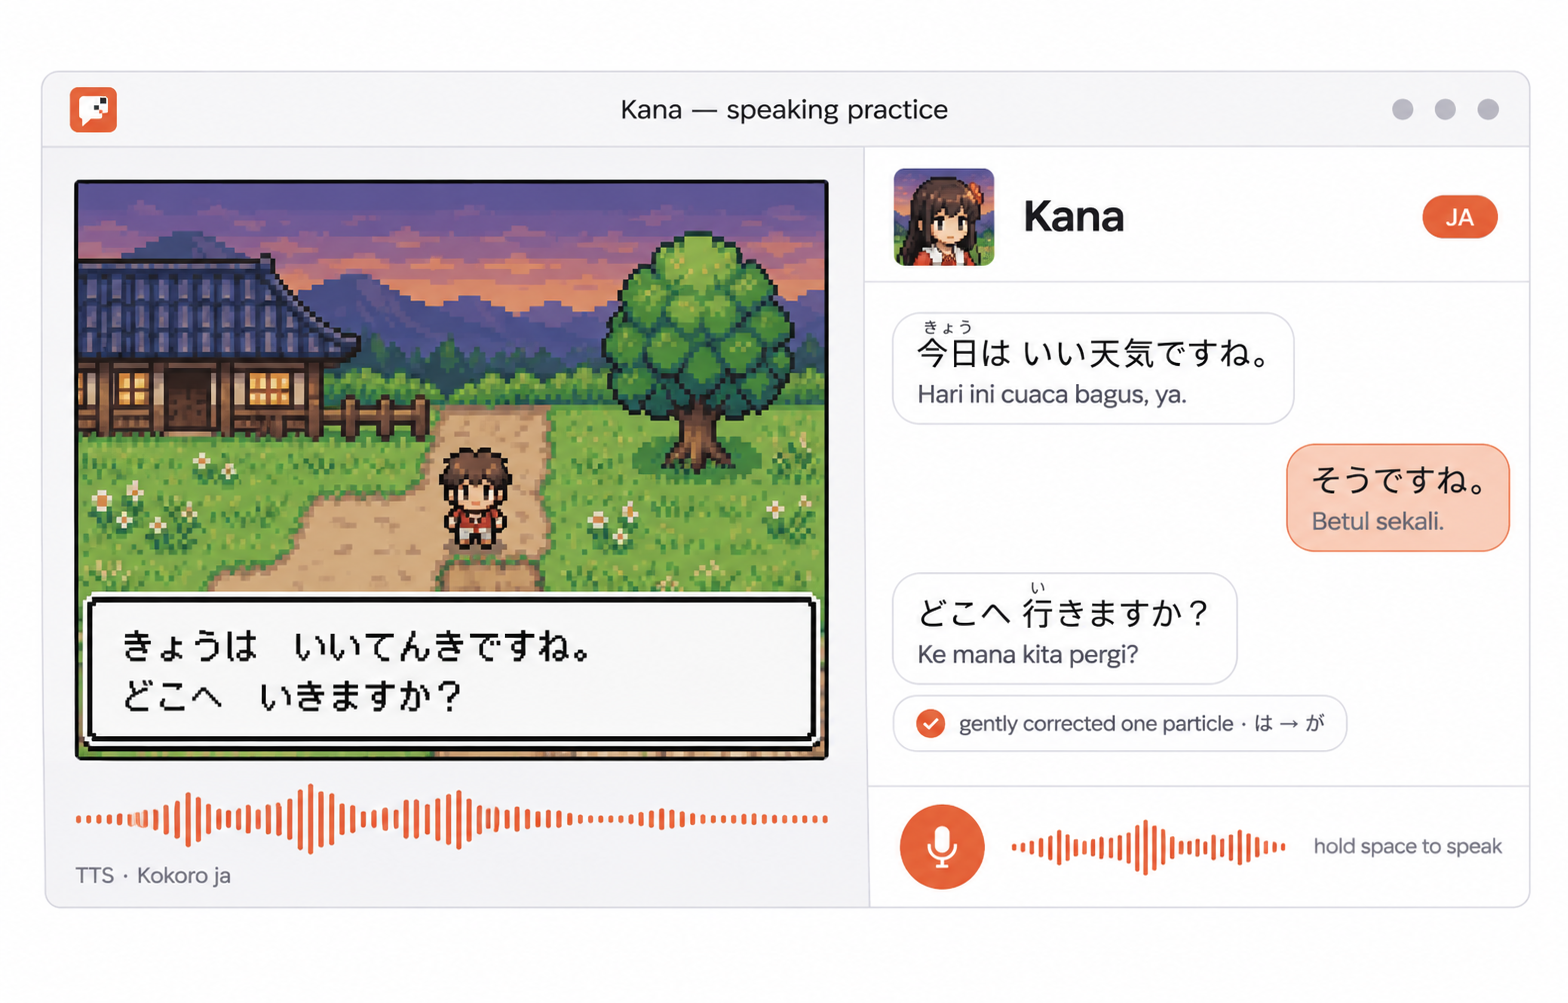 Kana — speaking practice
きょうは いいてんきですね。
どこへ いきますか？
TTS · Kokoro ja
Kana
JA
きょう
今日は いい天気ですね。
Hari ini cuaca bagus, ya.
そうですね。
Betul sekali.
い
どこへ 行きますか？
Ke mana kita pergi?
gently corrected one particle · は → が
hold space to speak